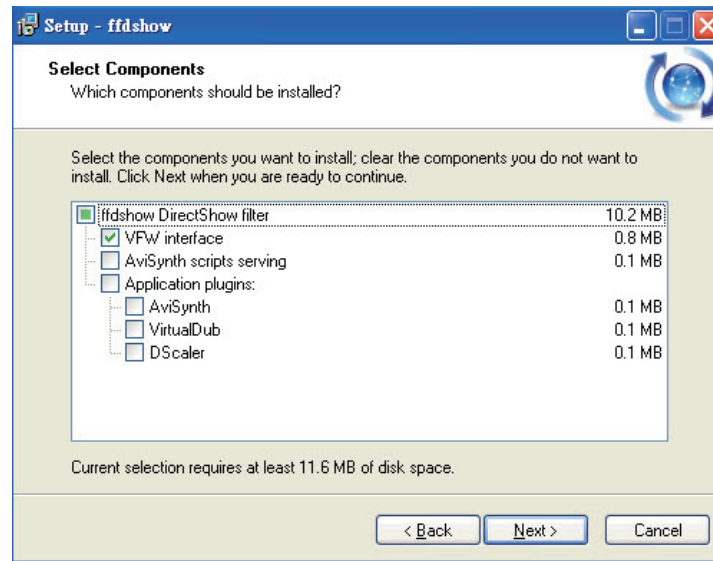 Setup - ffdshow
Select Components
Which components should be installed?
Select the components you want to install; clear the components you do not want to
install. Click Next when you are ready to continue.
ffdshow DirectShow filter 10.2 MB
VFW interface 0.8 MB
AviSynth scripts serving 0.1 MB
Application plugins:
AviSynth 0.1 MB
VirtualDub 0.1 MB
DScaler 0.1 MB
Current selection requires at least 11.6 MB of disk space.
< Back Next > Cancel